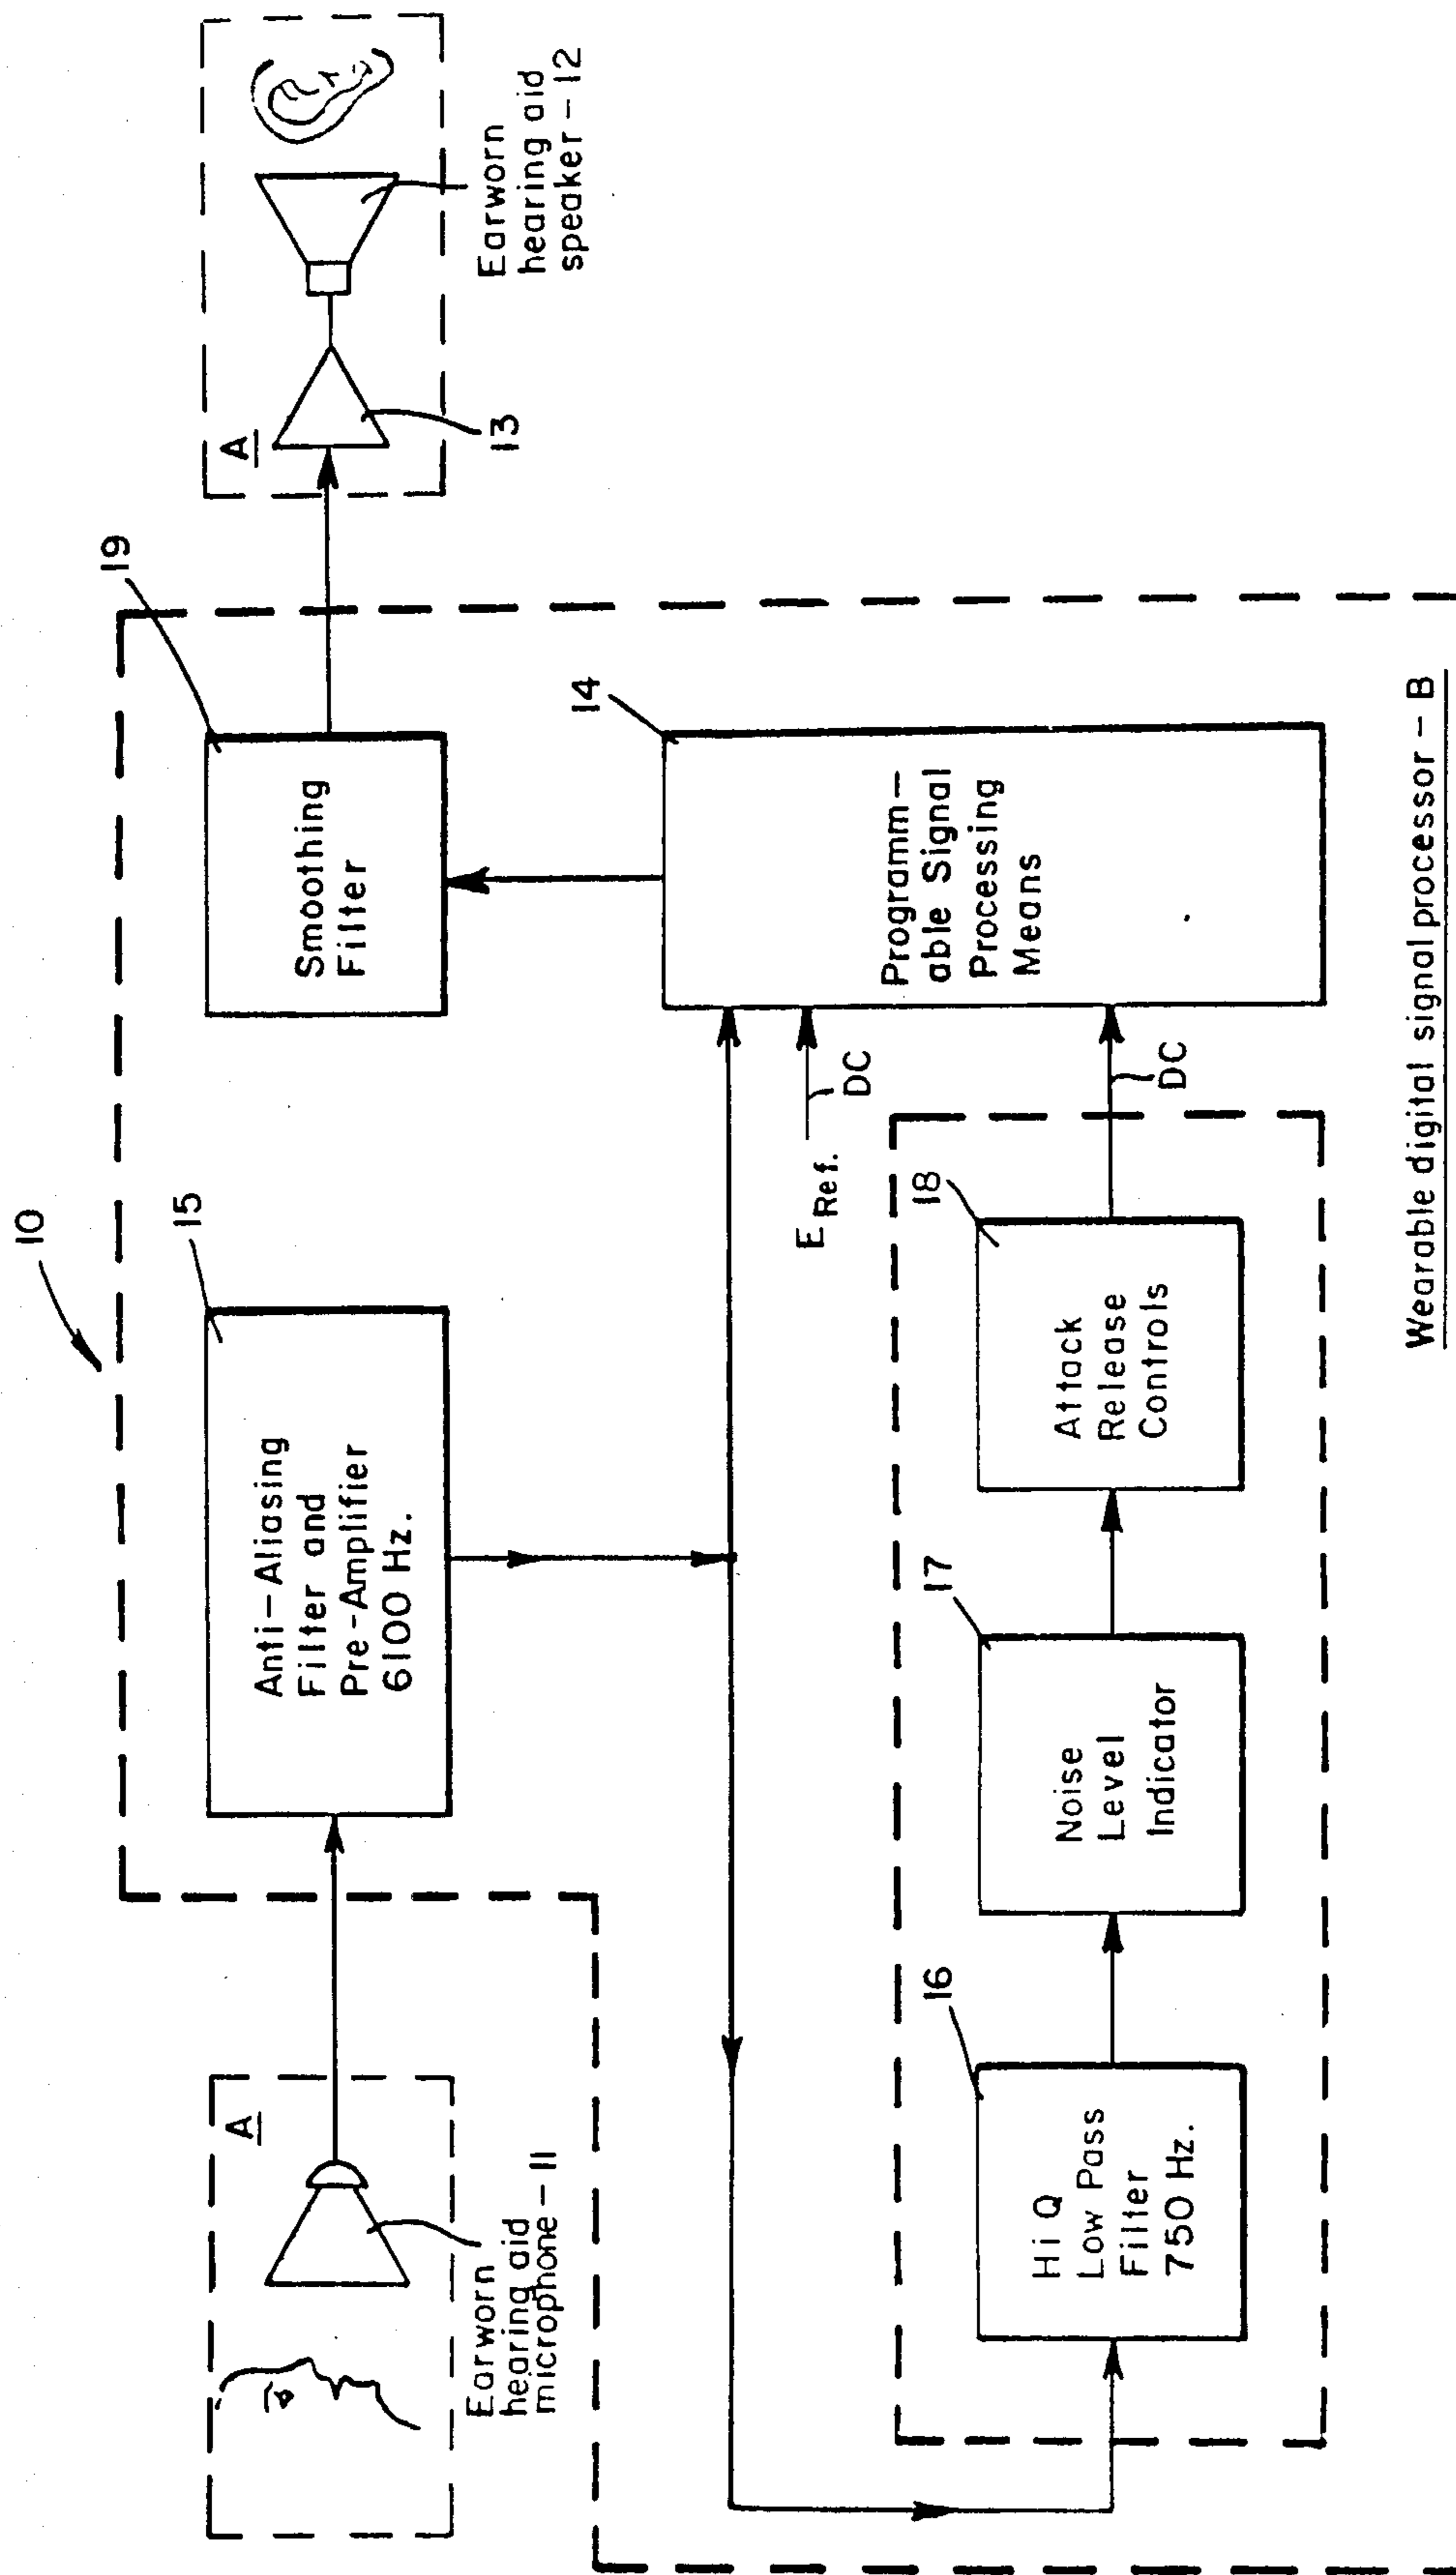 10
A
Earworn
hearing aid
microphone – 11
15
Anti-Aliasing
Filter and
Pre-Amplifier
6100 Hz.
19
Smoothing
Filter
A
13
Earworn
hearing aid
speaker – 12
14
Programm-
able Signal
Processing
Means
E Ref.
DC
DC
16
Hi Q
Low Pass
Filter
750 Hz.
17
Noise
Level
Indicator
18
Attack
Release
Controls
Wearable digital signal processor – B